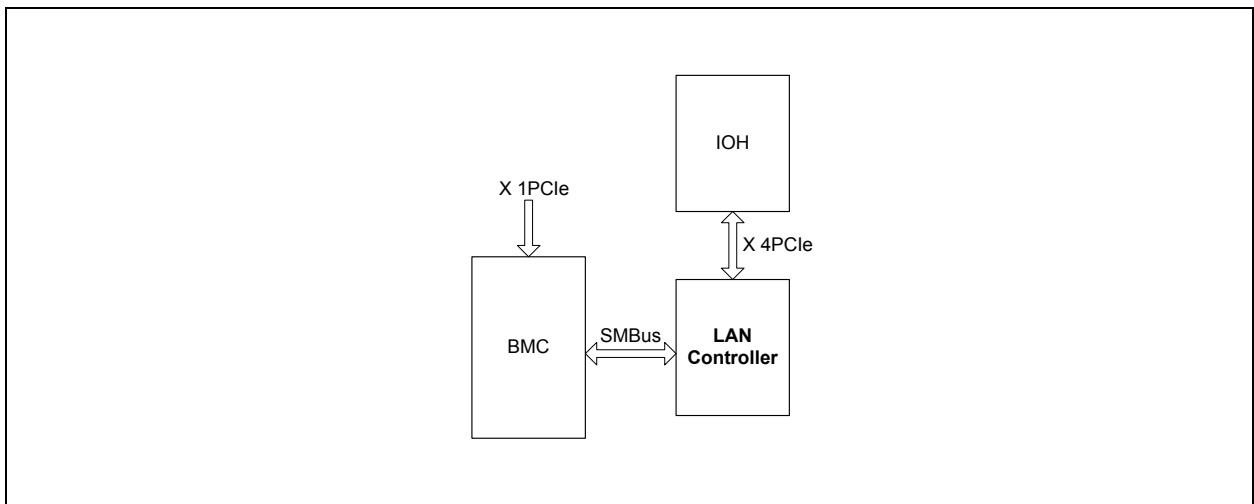 IOH
X 1PCIe
X 4PCIe
BMC
SMBus
LAN
Controller